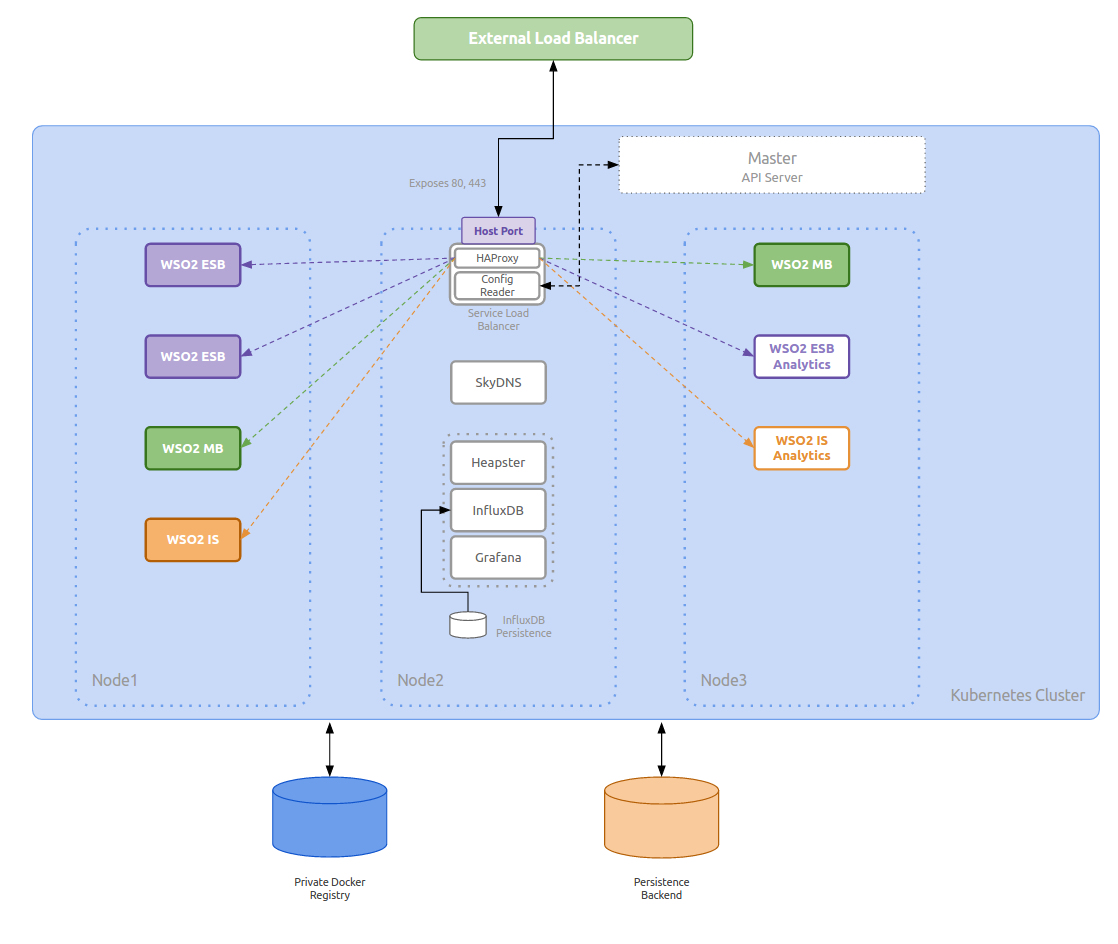 External Load Balancer
Master
API Server
Exposes 80, 443
Host Port
HAProxy
Config
Reader
Service Load
Balancer
WSO2 ESB
WSO2 ESB
WSO2 MB
WSO2 IS
SkyDNS
Heapster
InfluxDB
Grafana
InfluxDB
Persistence
WSO2 MB
WSO2 ESB
Analytics
WSO2 IS
Analytics
Node1
Node2
Node3
Kubernetes Cluster
Private Docker
Registry
Persistence
Backend